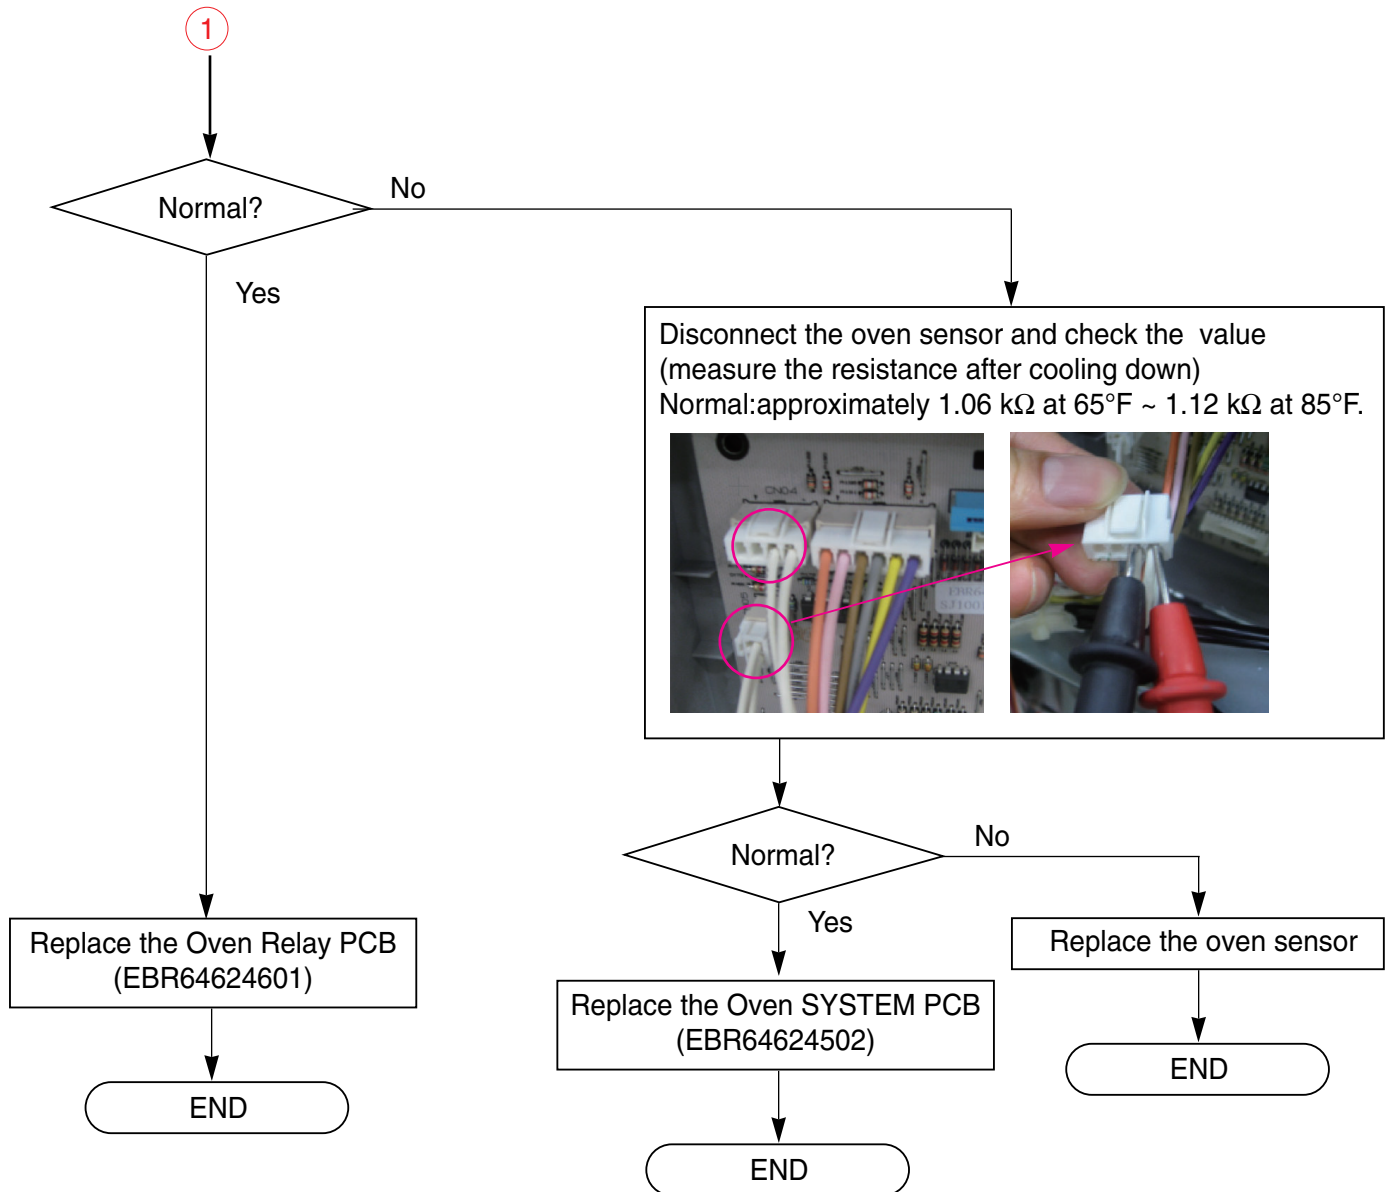 1
Normal?
No
Yes
Disconnect the oven sensor and check the value
(measure the resistance after cooling down)
Normal:approximately 1.06 kΩ at 65°F ~ 1.12 kΩ at 85°F.
CN04
Normal?
No
Yes
Replace the Oven Relay PCB
(EBR64624601)
Replace the oven sensor
Replace the Oven SYSTEM PCB
(EBR64624502)
END
END
END